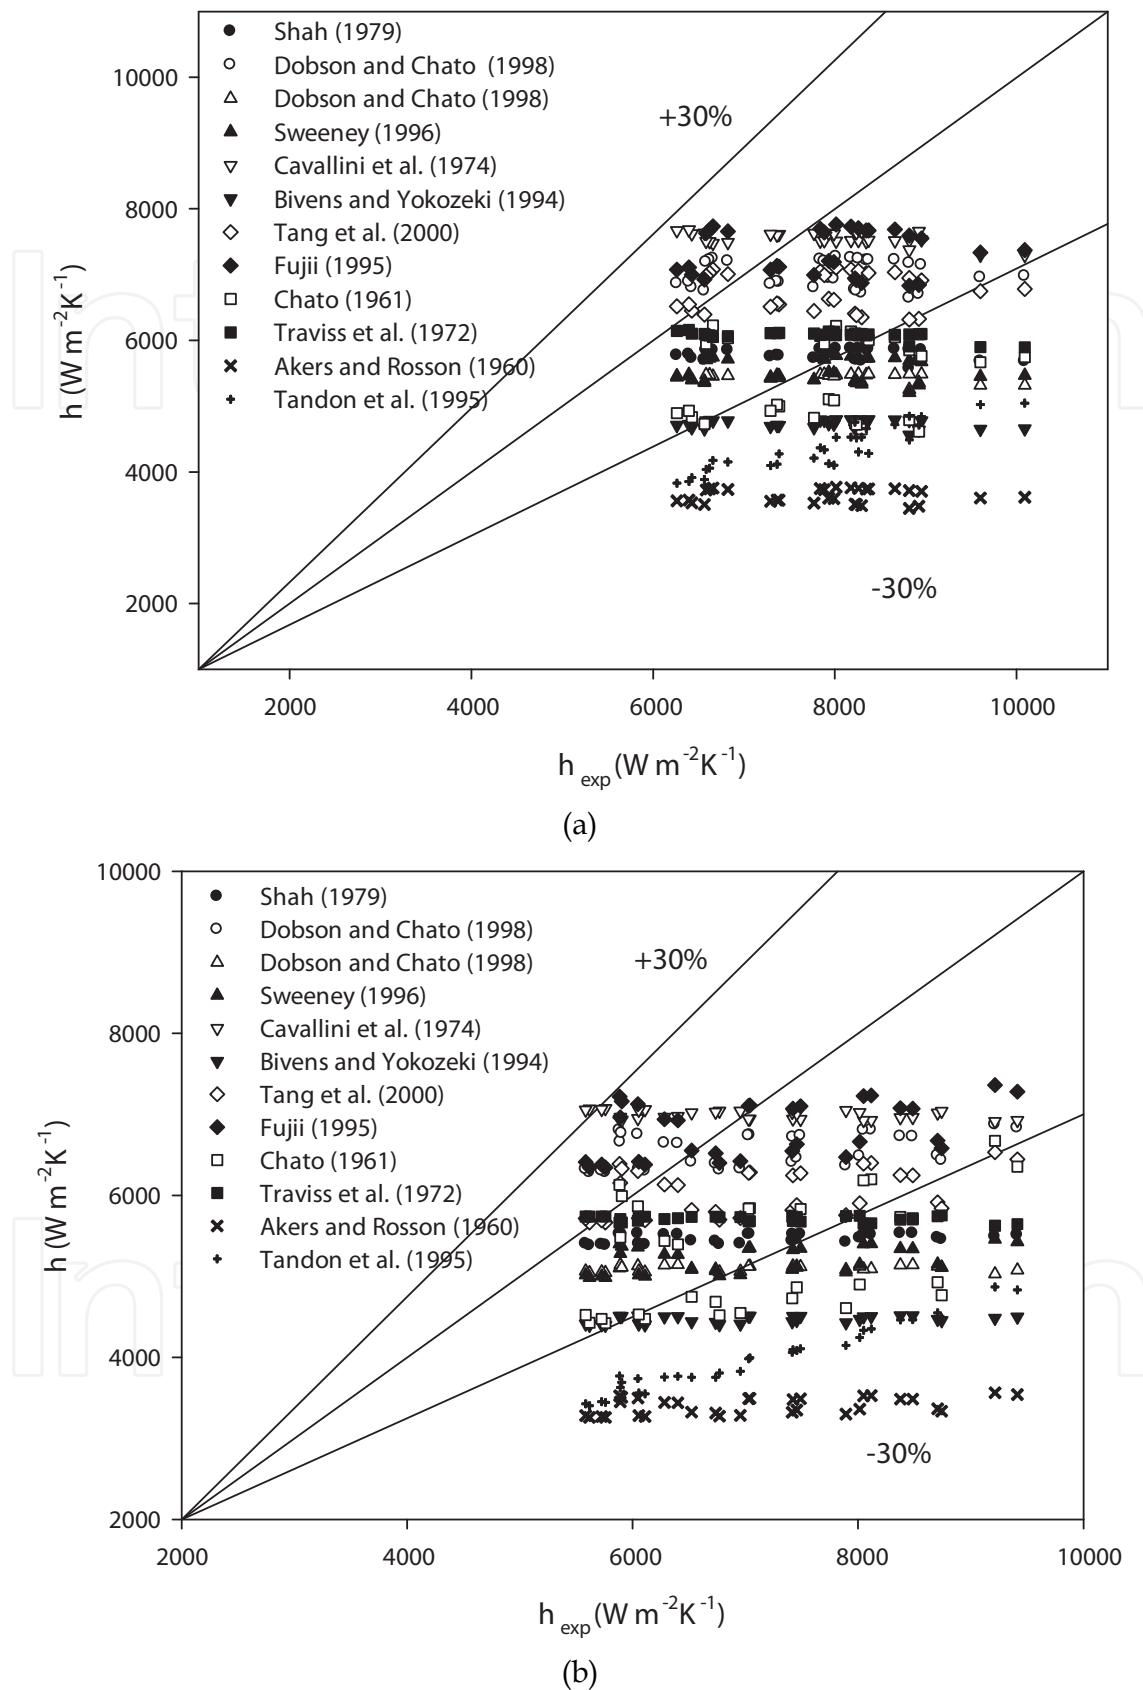 10000
8000
6000
4000
2000
h (W m-2K-1)
Shah (1979)
Dobson and Chato (1998)
Dobson and Chato (1998)
Sweeney (1996)
Cavallini et al. (1974)
Bivens and Yokozeki (1994)
Tang et al. (2000)
Fujii (1995)
Chato (1961)
Traviss et al. (1972)
Akers and Rosson (1960)
Tandon et al. (1995)
+30%
-30%
2000 4000 6000 8000 10000
h exp (W m-2K-1)
(a)
10000
8000
6000
4000
2000
h (W m-2K-1)
Shah (1979)
Dobson and Chato (1998)
Dobson and Chato (1998)
Sweeney (1996)
Cavallini et al. (1974)
Bivens and Yokozeki (1994)
Tang et al. (2000)
Fujii (1995)
Chato (1961)
Traviss et al. (1972)
Akers and Rosson (1960)
Tandon et al. (1995)
+30%
-30%
2000 4000 6000 8000 10000
h exp (W m-2K-1)
(b)